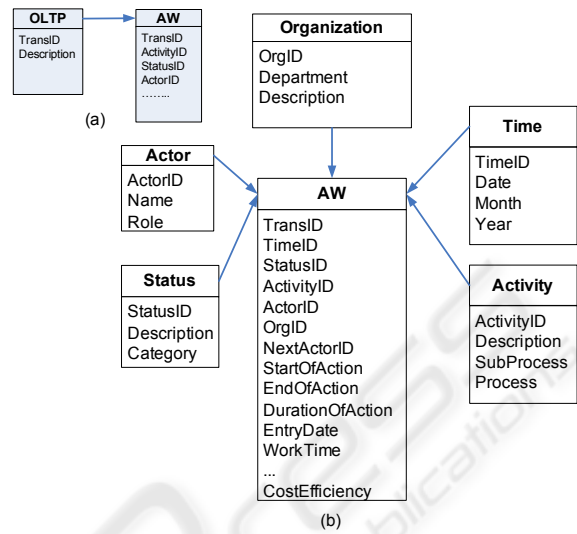 OLTP
TransID
Description
AW
TransID
ActivityID
StatusID
ActorID
........
(a)
Organization
OrgID
Department
Description
Time
TimeID
Date
Month
Year
Actor
ActorID
Name
Role
AW
TransID
TimeID
StatusID
ActivityID
ActorID
OrgID
NextActorID
StartOfAction
EndOfAction
DurationOfAction
EntryDate
WorkTime
...
CostEfficiency
Status
StatusID
Description
Category
Activity
ActivityID
Description
SubProcess
Process
(b)